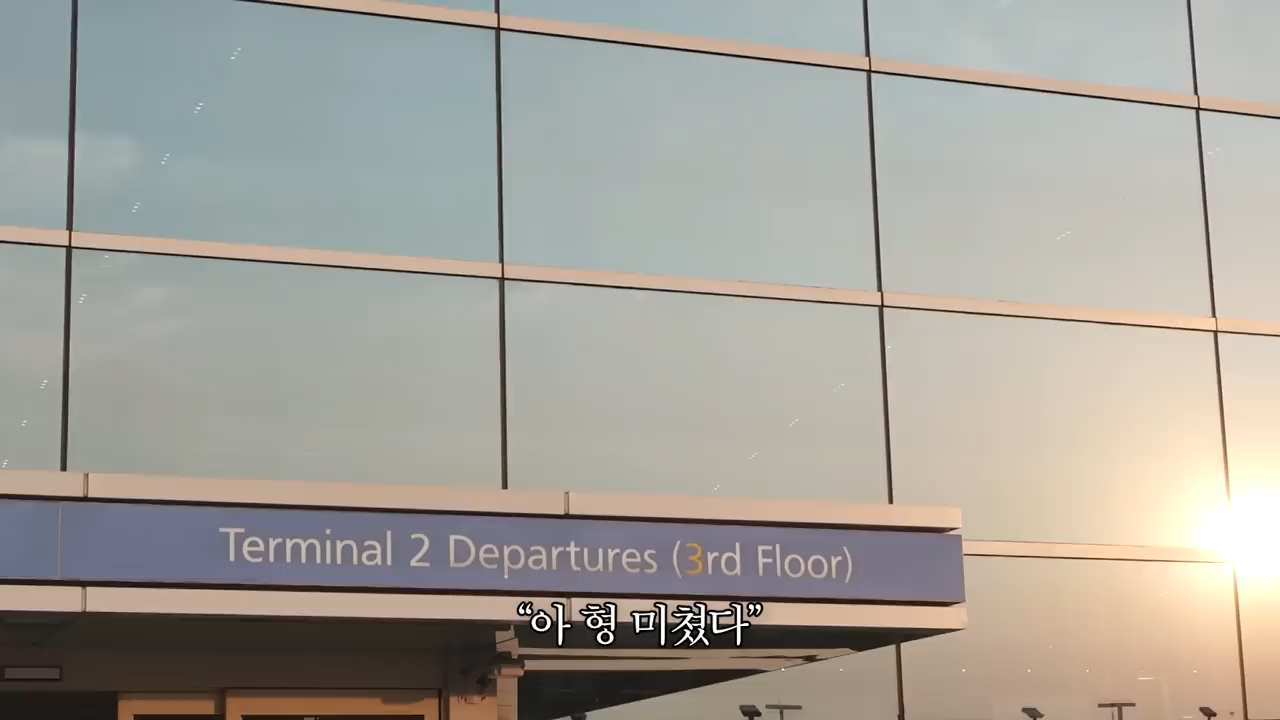 Terminal 2 Departures (3rd Floor)
“아 형 미쳤다”